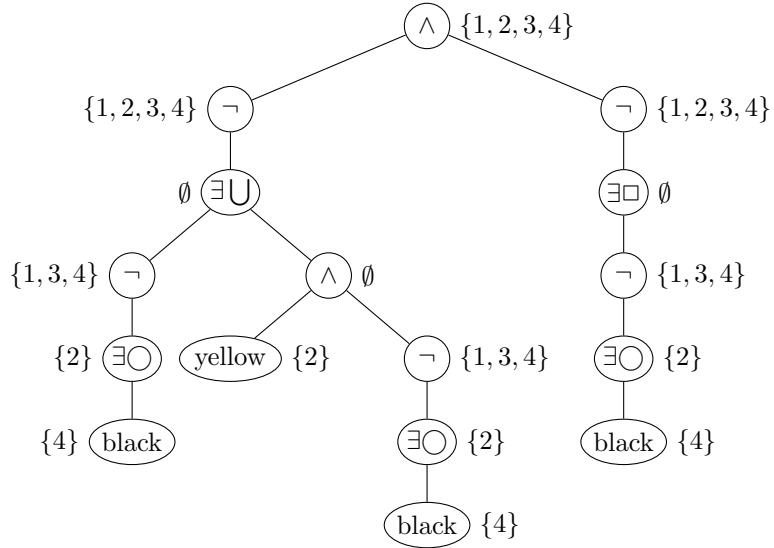 ∧ {1, 2, 3, 4}
{1, 2, 3, 4} ¬ ¬ {1, 2, 3, 4}
∅ ∃⋃ ∃□ ∅
{1, 3, 4} ¬ ∧ ∅ ¬ {1, 3, 4}
{2} ∃◯ yellow {2} ¬ {1, 3, 4} ∃◯ {2}
{4} black ∃◯ {2} black {4}
black {4}